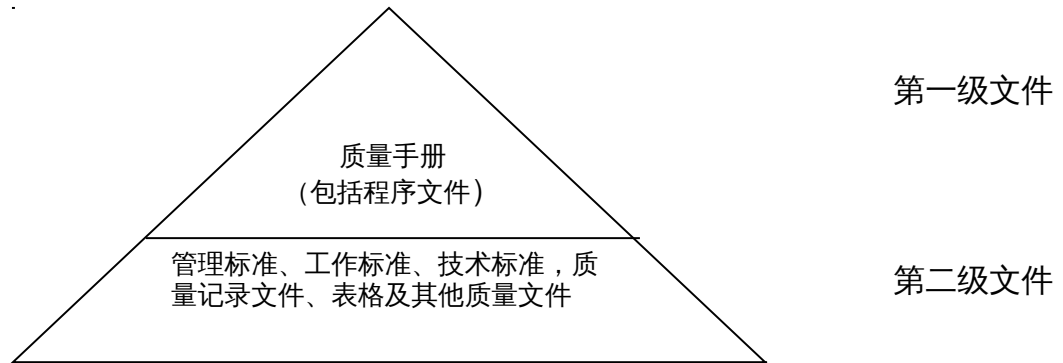 第一级文件
质量手册
（包括程序文件）
管理标准、工作标准、技术标准，质
量记录文件、表格及其他质量文件
第二级文件